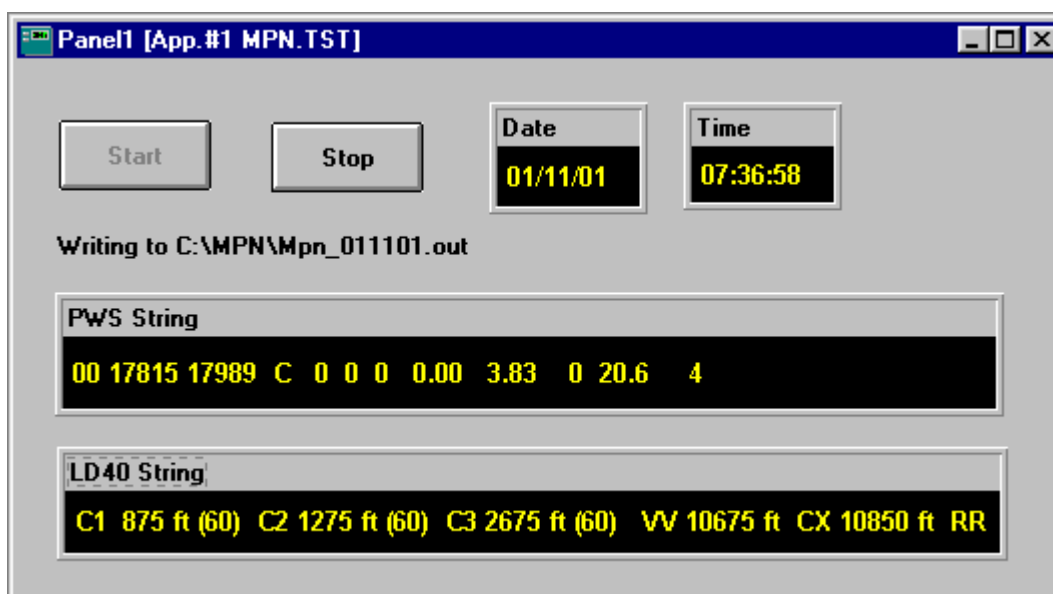 Panel1 [App.#1 MPN.TST]
Start
Stop
Date
01/11/01
Time
07:36:58
Writing to C:\MPN\Mpn_011101.out
PWS String
00 17815 17989 C 0 0 0 0.00 3.83 0 20.6 4
LD40 String
C1 875 ft (60) C2 1275 ft (60) C3 2675 ft (60) VV 10675 ft CX 10850 ft RR